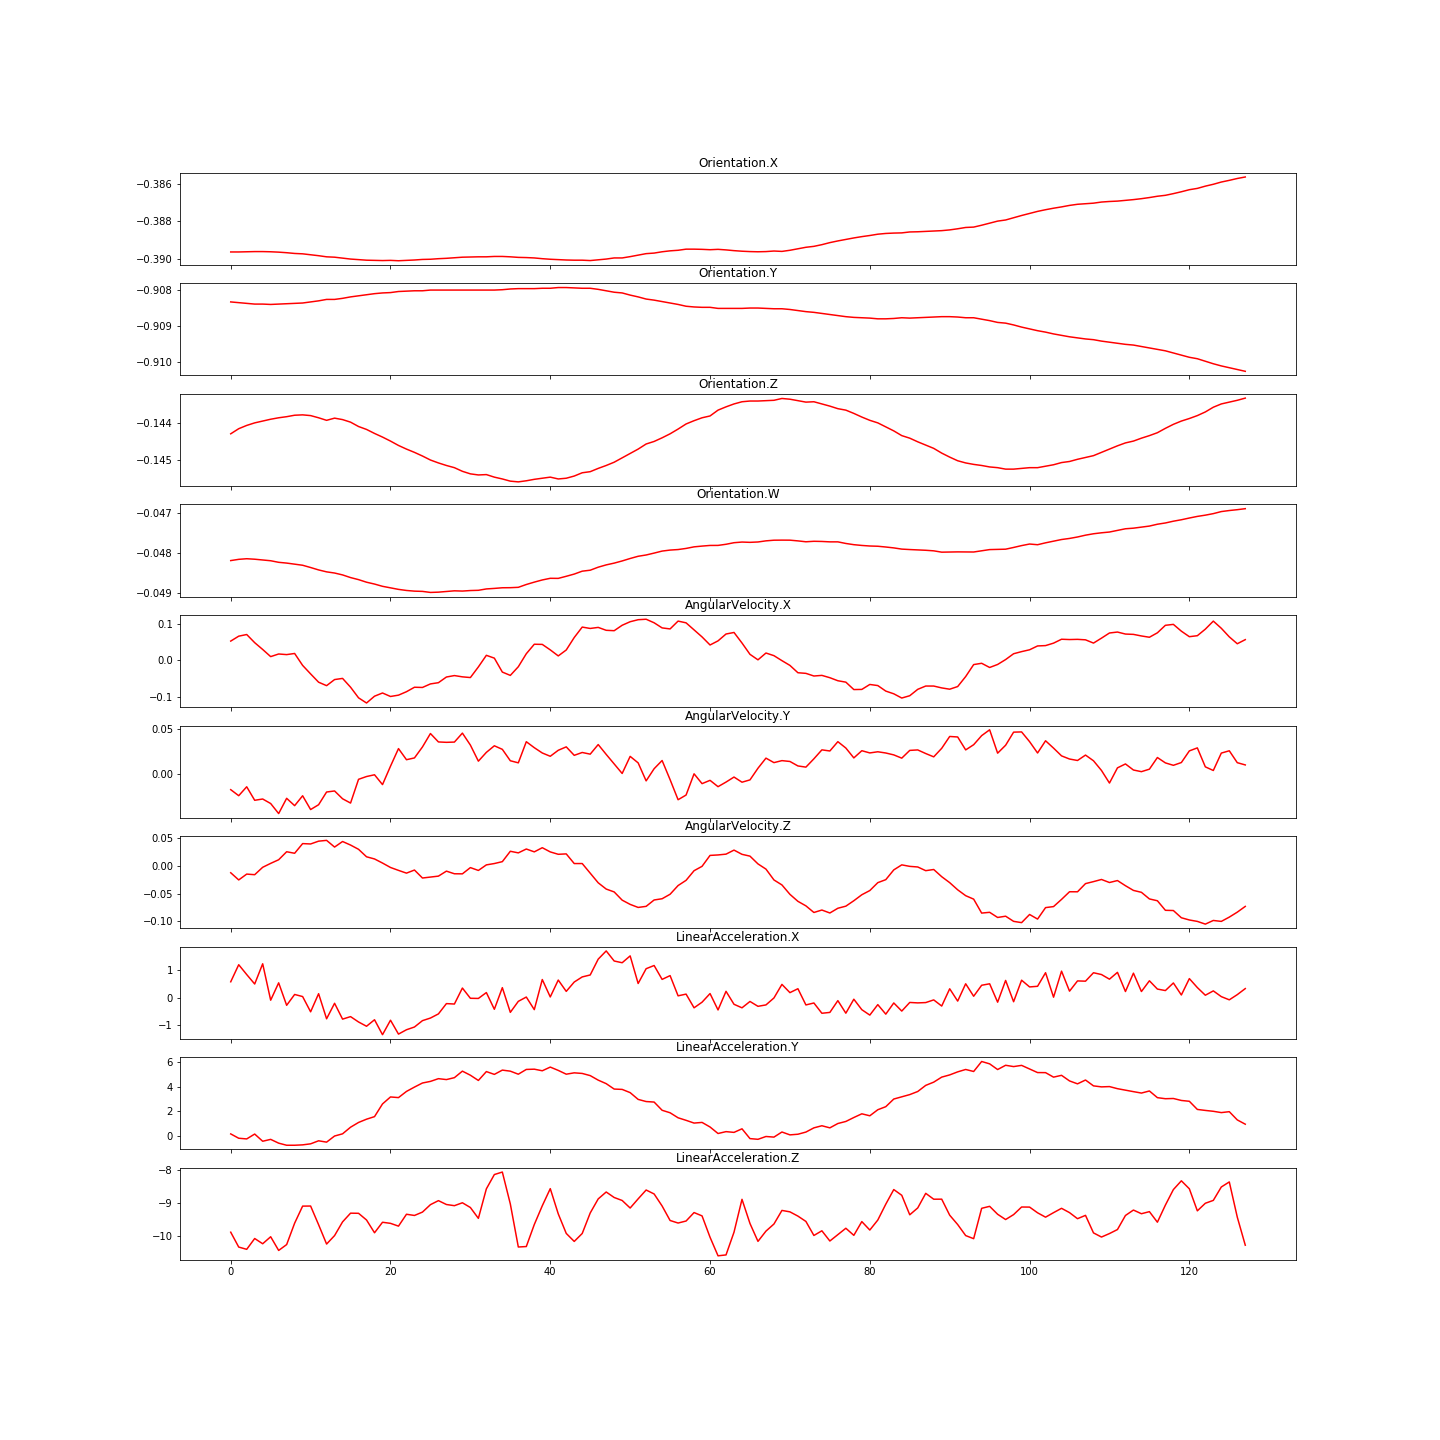 Orientation.X
−0.386
−0.388
−0.390
Orientation.Y
−0.908
−0.909
−0.910
Orientation.Z
−0.144
−0.145
Orientation.W
−0.047
−0.048
−0.049
AngularVelocity.X
0.1
0.0
−0.1
AngularVelocity.Y
0.05
0.00
AngularVelocity.Z
0.05
0.00
−0.05
−0.10
LinearAcceleration.X
1
0
−1
LinearAcceleration.Y
6
4
2
0
LinearAcceleration.Z
−8
−9
−10
0 20 40 60 80 100 120